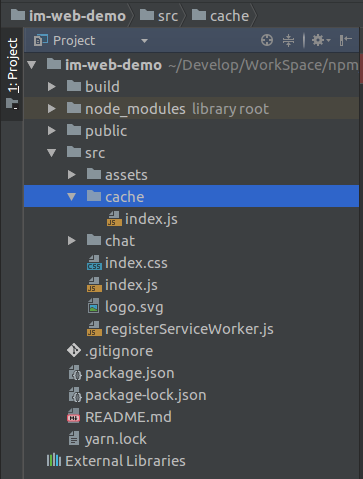 im-web-demo src cache
1: Project
Project
im-web-demo ~/Develop/WorkSpace/npm
build
node_modules library root
public
src
assets
cache
index.js
chat
index.css
index.js
logo.svg
registerServiceWorker.js
.gitignore
package.json
package-lock.json
README.md
yarn.lock
External Libraries